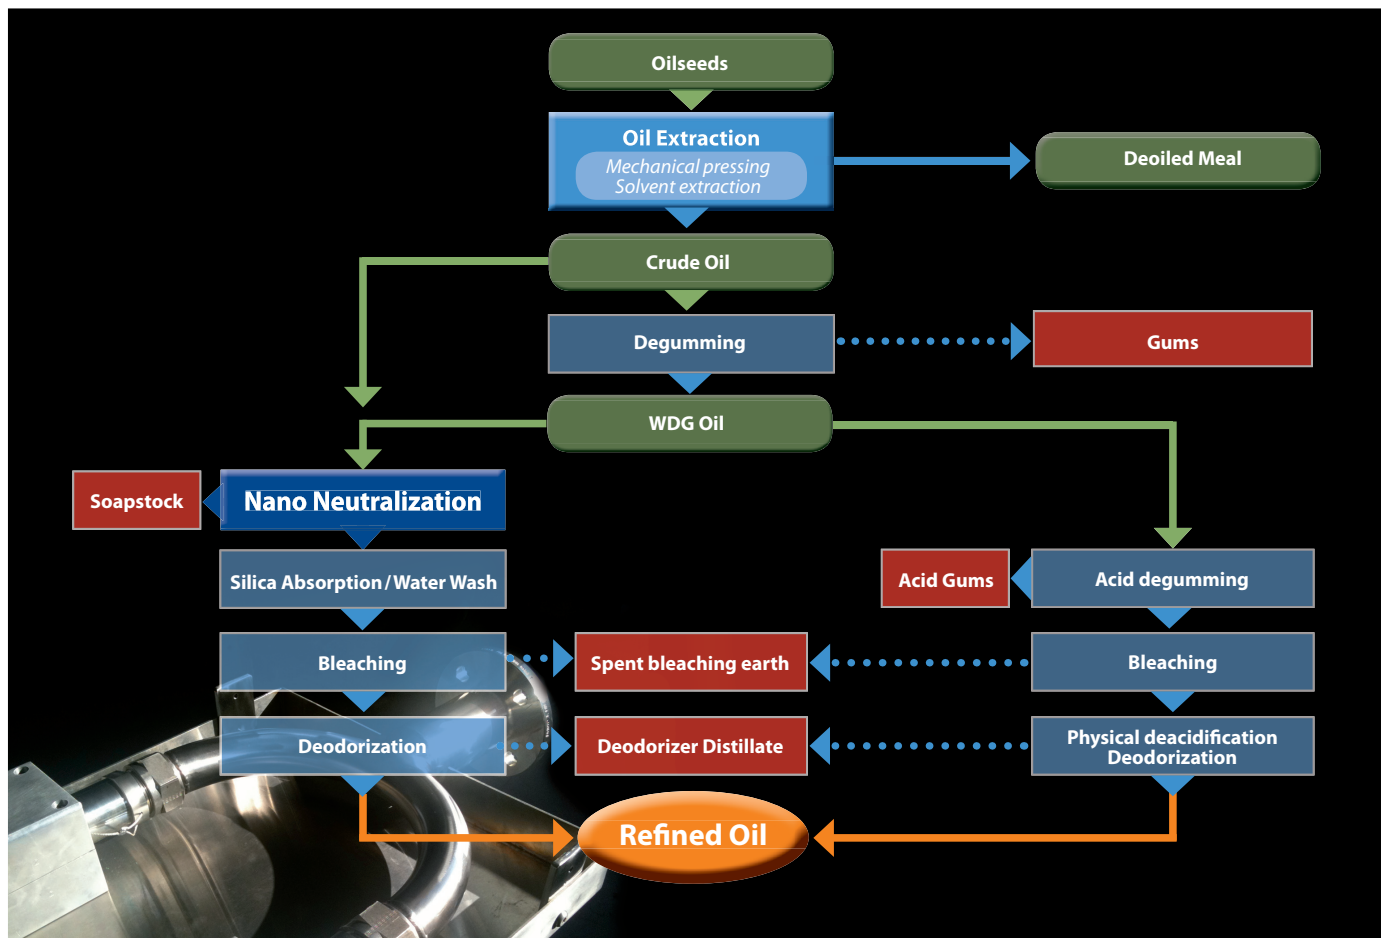 Oilseeds
Oil Extraction
Mechanical pressing
Solvent extraction
Deoiled Meal
Crude Oil
Degumming
Gums
WDG Oil
Soapstock
Nano Neutralization
Silica Absorption / Water Wash
Acid Gums
Acid degumming
Bleaching
Spent bleaching earth
Bleaching
Deodorization
Deodorizer Distillate
Physical deacidification
Deodorization
Refined Oil